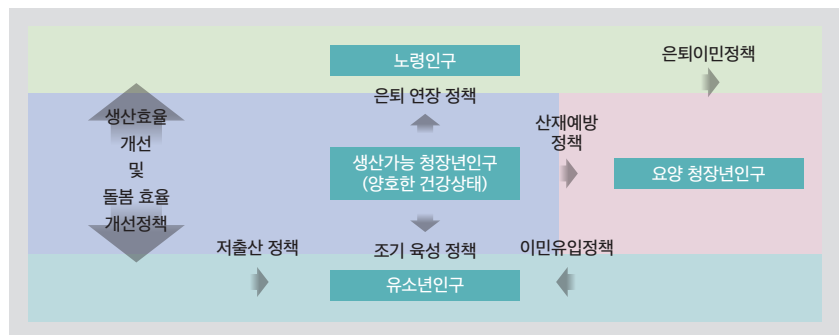 노령인구
은퇴이민정책
은퇴 연장 정책
생산효율
개선
및
돌봄 효율
개선정책
산재예방
정책
생산가능 청장년인구
(양호한 건강상태)
요양 청장년인구
저출산 정책
조기 육성 정책
이민유입정책
유소년인구